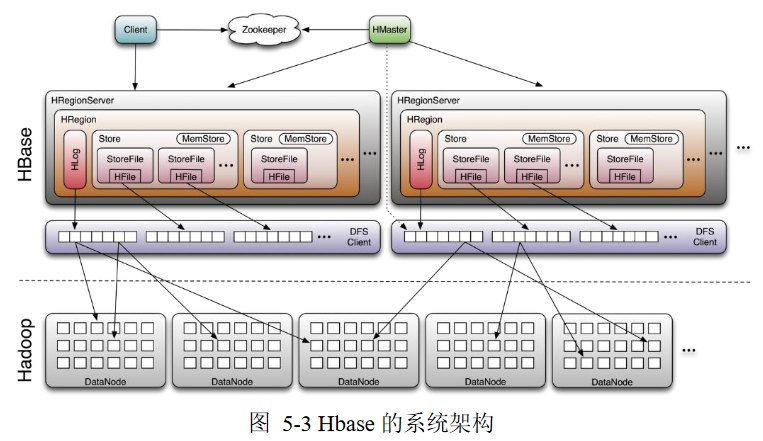 Client
Zookeeper
HMaster
HBase
HRegionServer
HRegion
HLog
Store
MemStore
StoreFile
HFile
StoreFile
HFile
...
Store
MemStore
StoreFile
HFile
...
...
HRegionServer
HRegion
HLog
Store
MemStore
StoreFile
HFile
StoreFile
HFile
...
Store
MemStore
StoreFile
HFile
...
...
...
... DFS Client
... DFS Client
Hadoop
DataNode
DataNode
DataNode
DataNode
DataNode
...
图 5-3 Hbase 的系统架构